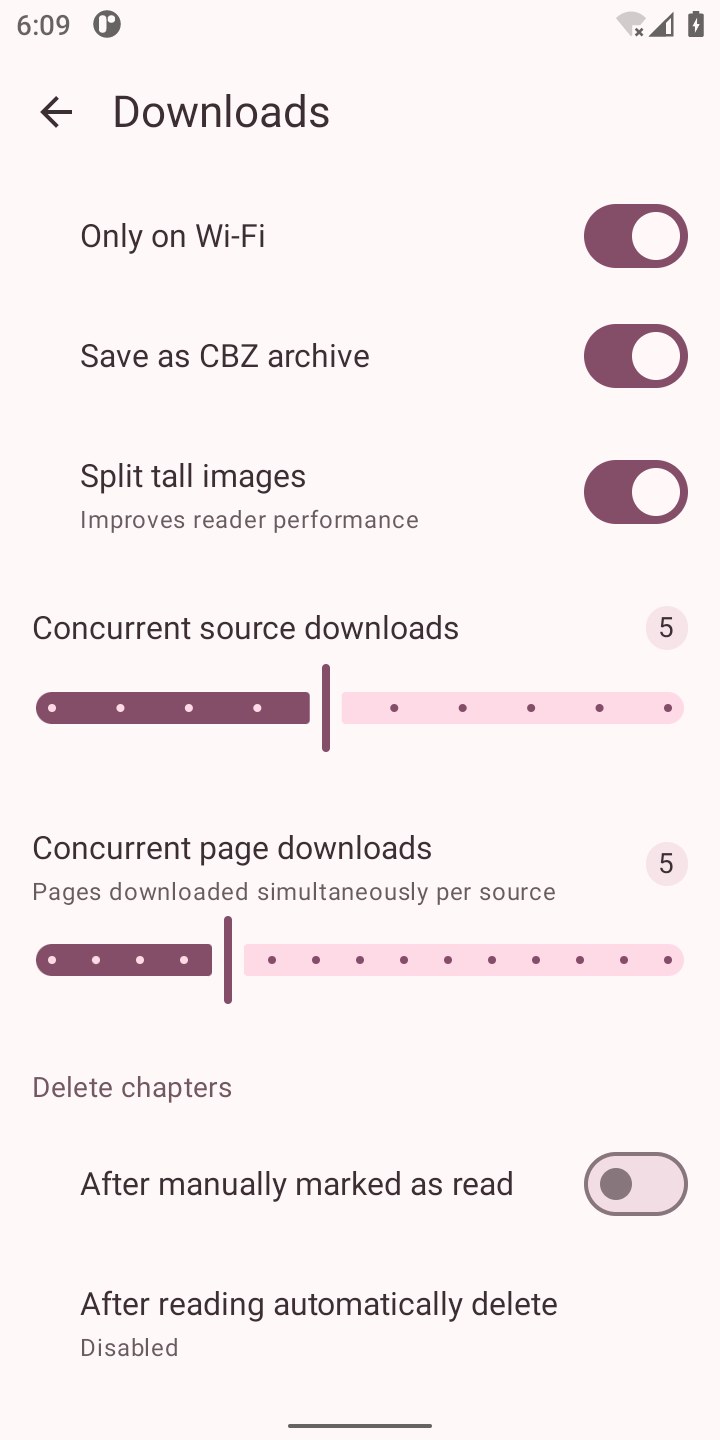 6:09
Downloads
Only on Wi-Fi
Save as CBZ archive
Split tall images
Improves reader performance
Concurrent source downloads
5
Concurrent page downloads
Pages downloaded simultaneously per source
5
Delete chapters
After manually marked as read
After reading automatically delete
Disabled